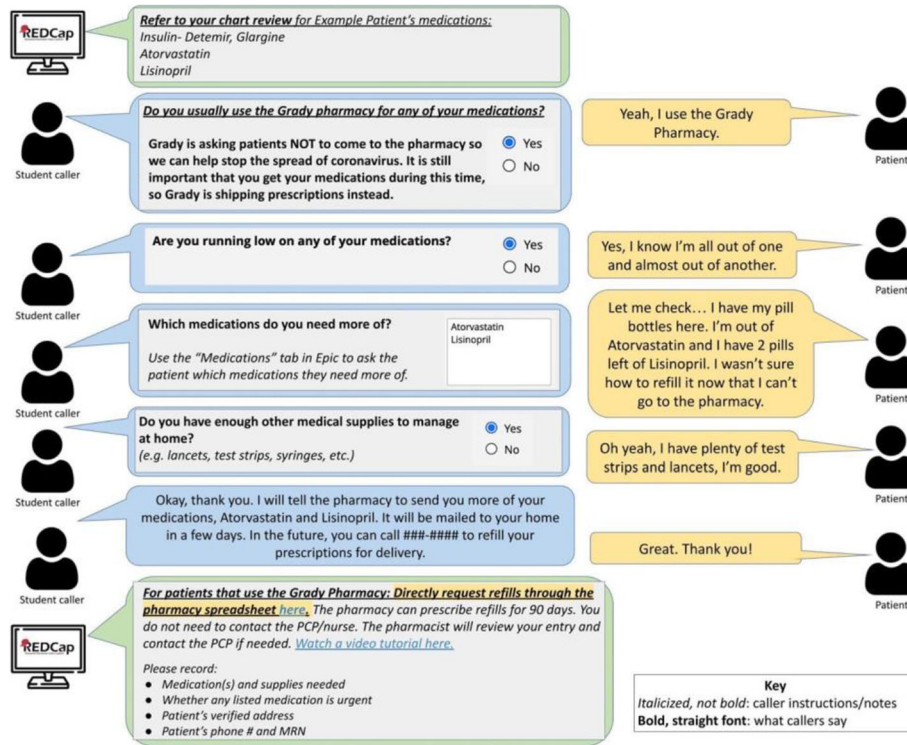 REDCap
Refer to your chart review for Example Patient's medications:
Insulin- Detemir, Glargine
Atorvastatin
Lisinopril
Student caller
Do you usually use the Grady pharmacy for any of your medications?
Grady is asking patients NOT to come to the pharmacy so
we can help stop the spread of coronavirus. It is still
important that you get your medications during this time,
so Grady is shipping prescriptions instead.
Yes
No
Yeah, I use the Grady
Pharmacy.
Patient
Student caller
Are you running low on any of your medications?
Yes
No
Yes, I know I'm all out of one
and almost out of another.
Patient
Student caller
Which medications do you need more of?
Use the "Medications" tab in Epic to ask the
patient which medications they need more of.
Atorvastatin
Lisinopril
Let me check... I have my pill
bottles here. I'm out of
Atorvastatin and I have 2 pills
left of Lisinopril. I wasn't sure
how to refill it now that I can't
go to the pharmacy.
Patient
Student caller
Do you have enough other medical supplies to manage
at home?
(e.g. lancets, test strips, syringes, etc.)
Yes
No
Oh yeah, I have plenty of test
strips and lancets, I'm good.
Patient
Student caller
Okay, thank you. I will tell the pharmacy to send you more of your
medications, Atorvastatin and Lisinopril. It will be mailed to your home
in a few days. In the future, you can call ###-#### to refill your
prescriptions for delivery.
Great. Thank you!
Patient
REDCap
For patients that use the Grady Pharmacy: Directly request refills through the
pharmacy spreadsheet here. The pharmacy can prescribe refills for 90 days. You
do not need to contact the PCP/nurse. The pharmacist will review your entry and
contact the PCP if needed. Watch a video tutorial here.
Please record:
● Medication(s) and supplies needed
● Whether any listed medication is urgent
● Patient's verified address
● Patient's phone # and MRN
Key
Italicized, not bold: caller instructions/notes
Bold, straight font: what callers say